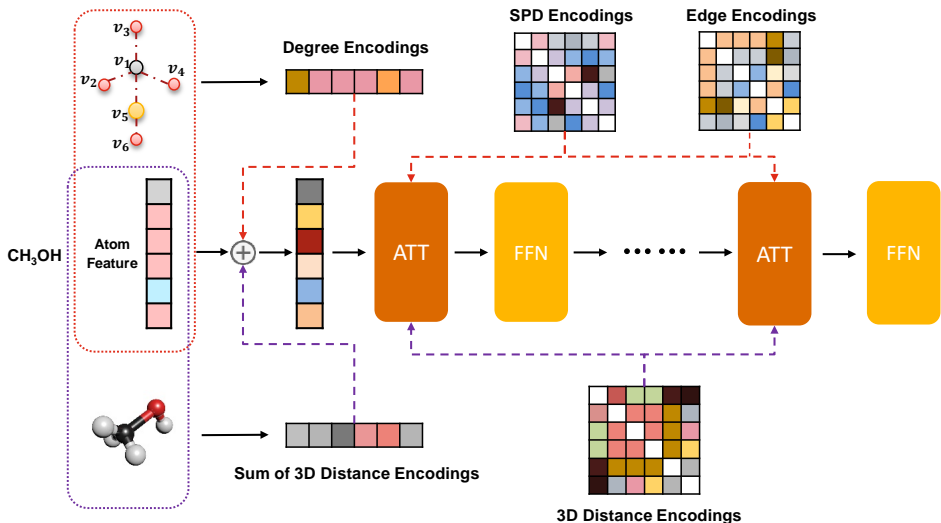 SPD Encodings
Edge Encodings
Degree Encodings
v₃
v₁
v₂
v₄
v₅
v₆
CH₃OH
Atom
Feature
ATT
FFN
ATT
FFN
Sum of 3D Distance Encodings
3D Distance Encodings